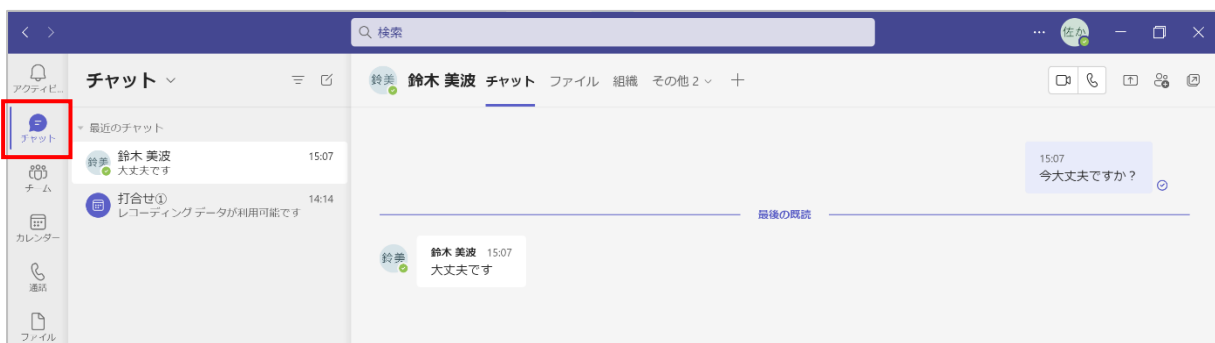 検索
佐か
アクティビ...
チャット
チーム
カレンダー
通話
ファイル
チャット
最近のチャット
鈴美
鈴木 美波
15:07
大丈夫です
打合せ①
14:14
レコーディング データが利用可能です
鈴美 鈴木 美波 チャット ファイル 組織 その他 2
15:07
今大丈夫ですか?
最後の既読
鈴美
鈴木 美波 15:07
大丈夫です